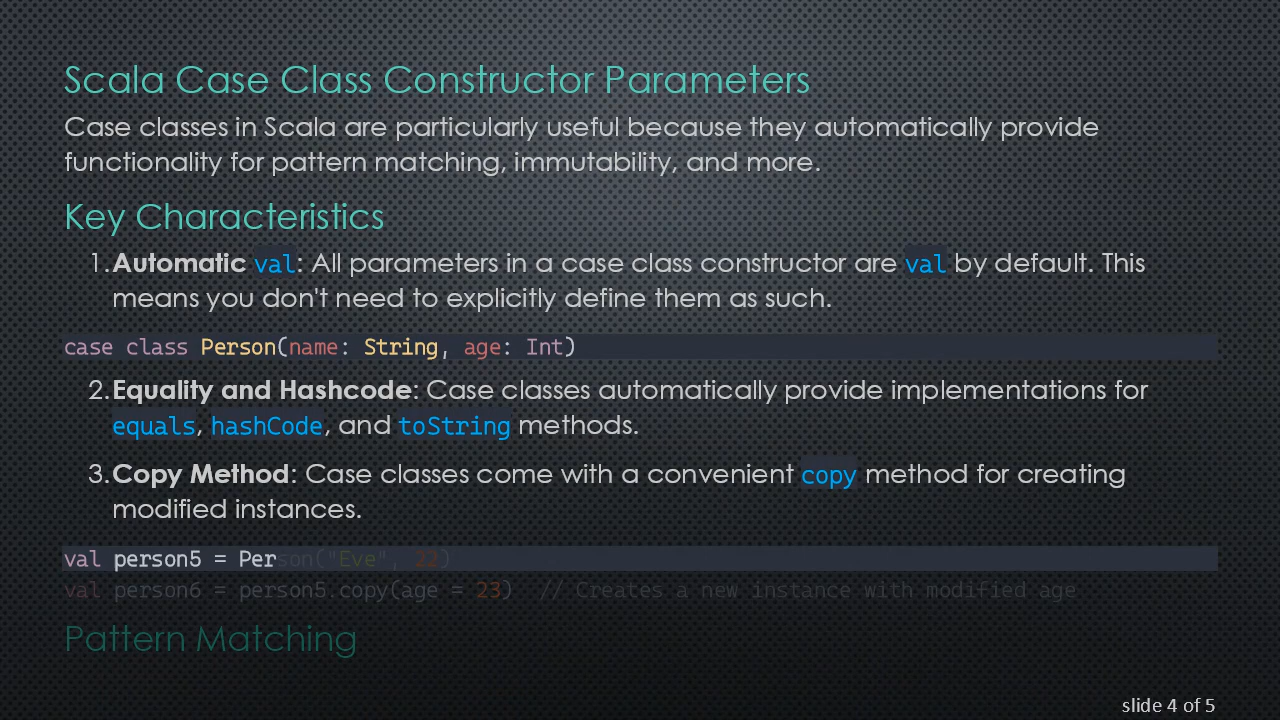 Scala Case Class Constructor Parameters
Case classes in Scala are particularly useful because they automatically provide
functionality for pattern matching, immutability, and more.
Key Characteristics
1. Automatic val: All parameters in a case class constructor are val by default. This
means you don't need to explicitly define them as such.
case class Person(name: String, age: Int)
2. Equality and Hashcode: Case classes automatically provide implementations for
equals, hashCode, and toString methods.
3. Copy Method: Case classes come with a convenient copy method for creating
modified instances.
val person5 = Person("Eve", 22)
val person6 = person5.copy(age = 23)  // Creates a new instance with modified age
Pattern Matching
slide 4 of 5